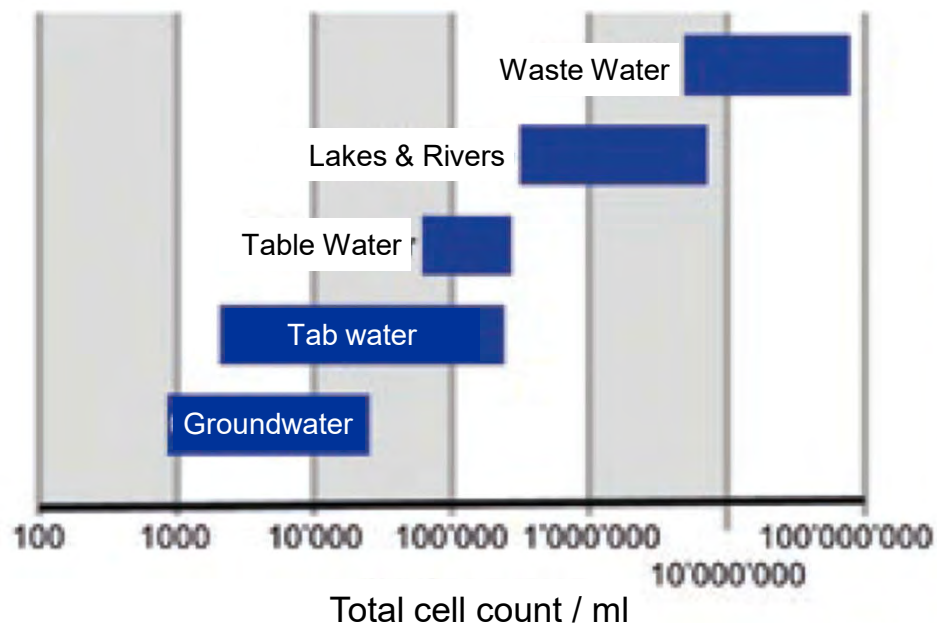 Waste Water
Lakes & Rivers
Table Water
Tab water
Groundwater
100 1000 10'000 100'000 1'000'000 100'000'000
10'000'000
Total cell count / ml